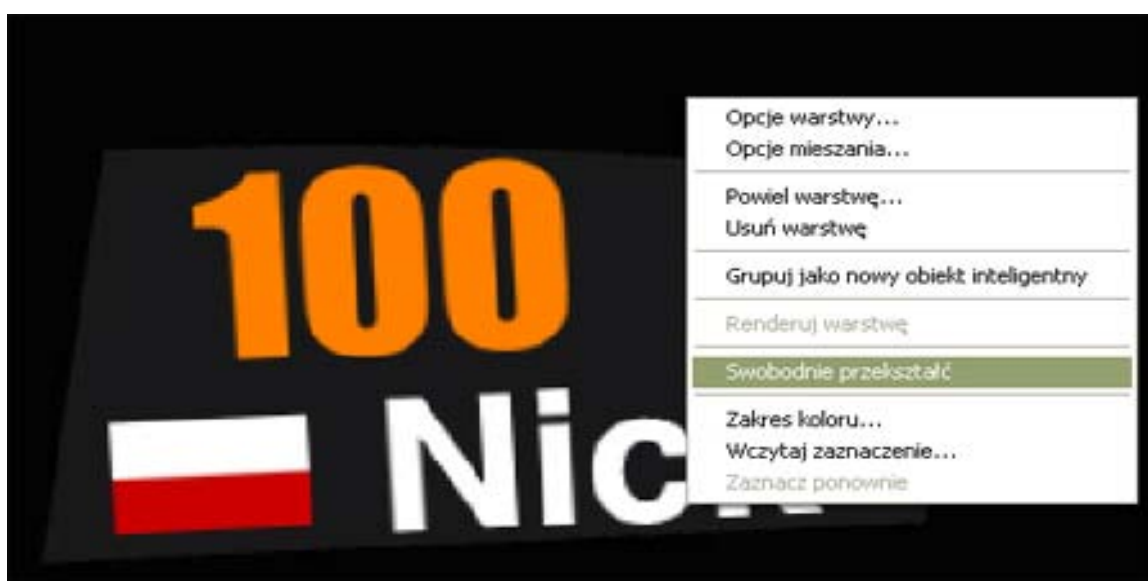 100
Nick
Opcje warstwy...
Opcje mieszania...
Powiel warstwę...
Usuń warstwę
Grupuj jako nowy obiekt inteligentny
Renderuj warstwę
Swobodnie przekształć
Zakres koloru...
Wczytaj zaznaczenie...
Zaznacz ponownie